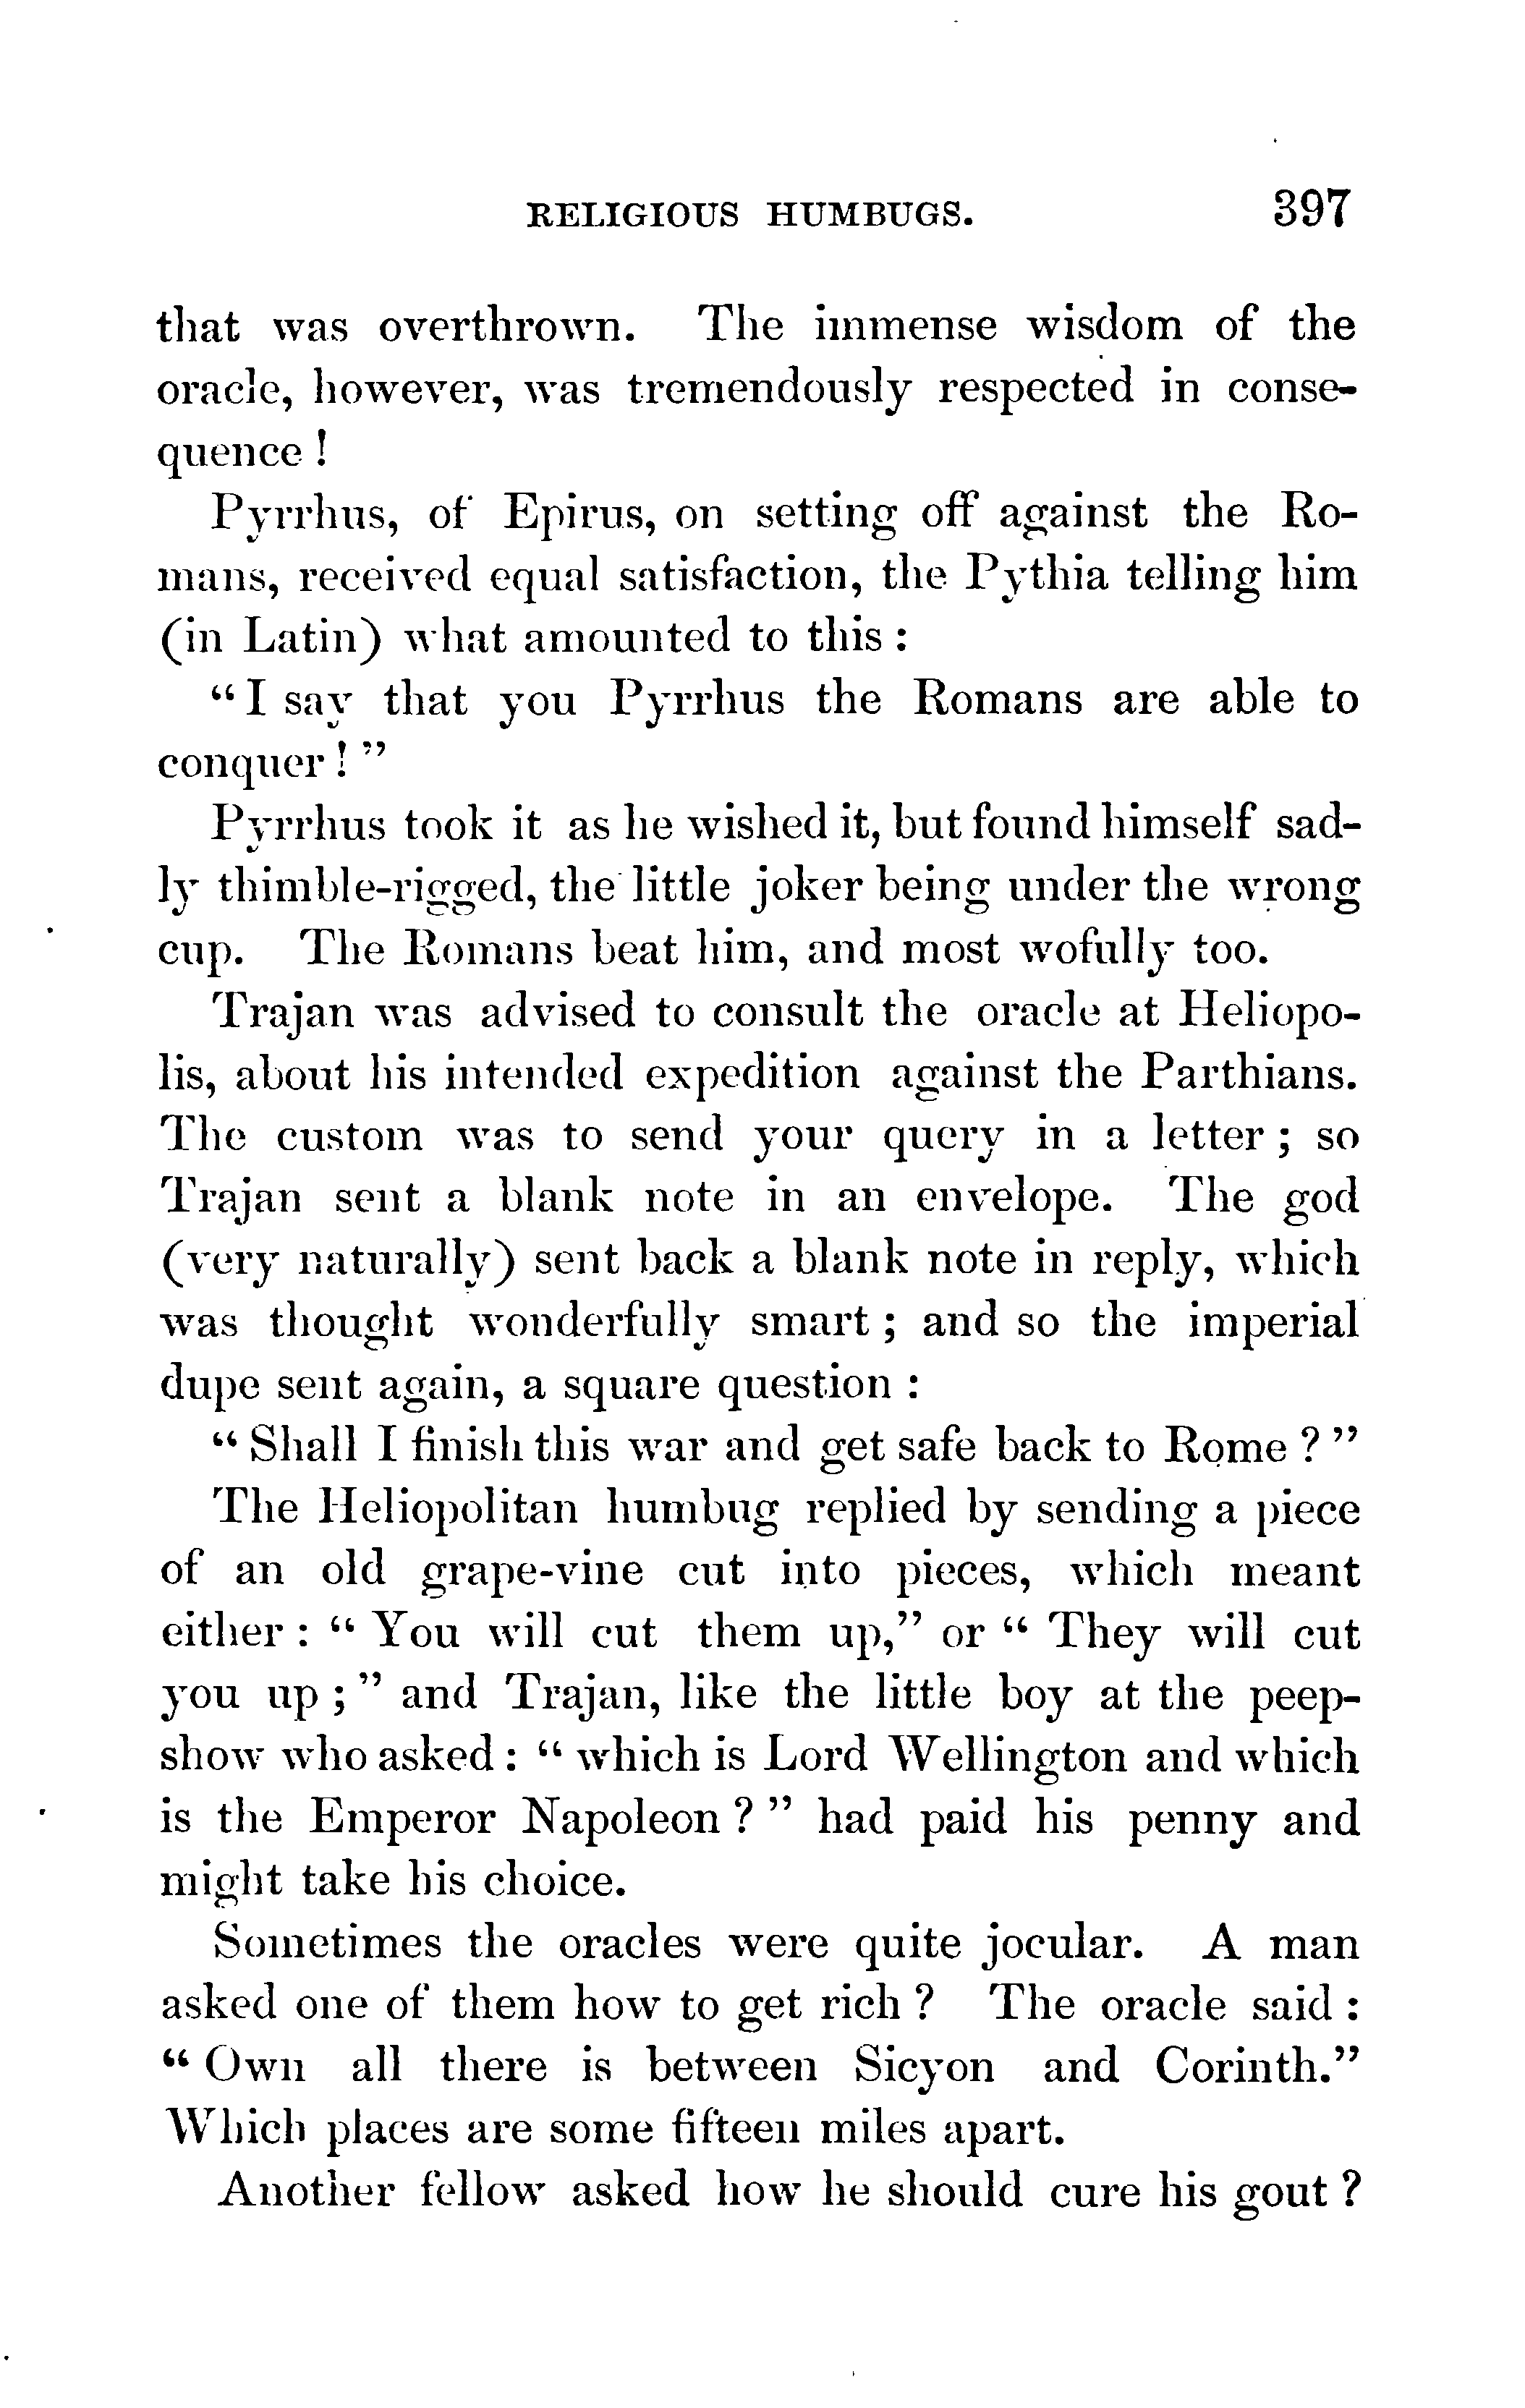 RELIGIOUS HUMBUGS. 397
that was overthrown. The immense wisdom of the
oracle, however, was tremendously respected in conse-
quence !
Pyrrhus, of Epirus, on setting off against the Ro-
mans, received equal satisfaction, the Pythia telling him
(in Latin) what amounted to this :
“ I say that you Pyrrhus the Romans are able to
conquer ! ”
Pyrrhus took it as he wished it, but found himself sad-
ly thimble-rigged, the little joker being under the wrong
cup. The Romans beat him, and most wofully too.
Trajan was advised to consult the oracle at Heliopo-
lis, about his intended expedition against the Parthians.
The custom was to send your query in a letter ; so
Trajan sent a blank note in an envelope. The god
(very naturally) sent back a blank note in reply, which
was thought wonderfully smart ; and so the imperial
dupe sent again, a square question :
“ Shall I finish this war and get safe back to Rome ? ”
The Heliopolitan humbug replied by sending a piece
of an old grape-vine cut into pieces, which meant
either : “ You will cut them up,” or “ They will cut
you up ; ” and Trajan, like the little boy at the peep-
show who asked : “ which is Lord Wellington and which
is the Emperor Napoleon ? ” had paid his penny and
might take his choice.
Sometimes the oracles were quite jocular. A man
asked one of them how to get rich ? The oracle said :
“ Own all there is between Sicyon and Corinth.”
Which places are some fifteen miles apart.
Another fellow asked how he should cure his gout ?